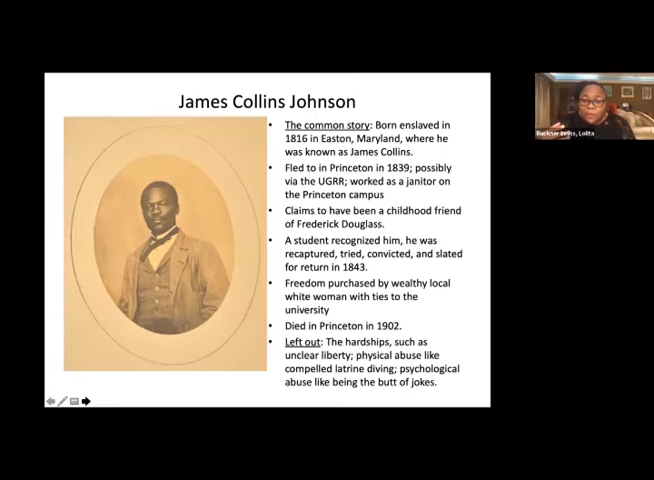 James Collins Johnson
• The common story: Born enslaved in
1816 in Easton, Maryland, where he
was known as James Collins.
• Fled to in Princeton in 1839; possibly
via the UGRR; worked as a janitor on
the Princeton campus
• Claims to have been a childhood friend
of Frederick Douglass.
• A student recognized him, he was
recaptured, tried, convicted, and slated
for return in 1843.
• Freedom purchased by wealthy local
white woman with ties to the
university
• Died in Princeton in 1902.
• Left out: The hardships, such as
unclear liberty; physical abuse like
compelled latrine diving; psychological
abuse like being the butt of jokes.
Buckner Inniss, Lolita